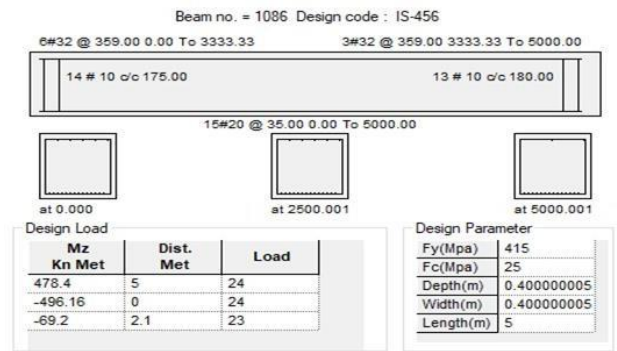 Beam no. = 1086 Design code : IS-456
6#32 @ 359.00 0.00 To 3333.33 3#32 @ 359.00 3333.33 To 5000.00
14 # 10 c/c 175.00 13 # 10 c/c 180.00
15#20 @ 35.00 0.00 To 5000.00
at 0.000 at 2500.001 at 5000.001
Design Load
Mz Kn Met Dist. Met Load
478.4 5 24
-496.16 0 24
-69.2 2.1 23
Design Parameter
Fy(Mpa) 415
Fc(Mpa) 25
Depth(m) 0.400000005
Width(m) 0.400000005
Length(m) 5